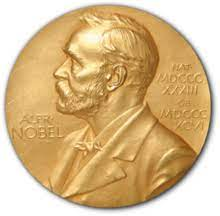 ALFR·
NOBEL
NAT·
MDCCC
XXXIII
OB·
MDCCC
XCVI